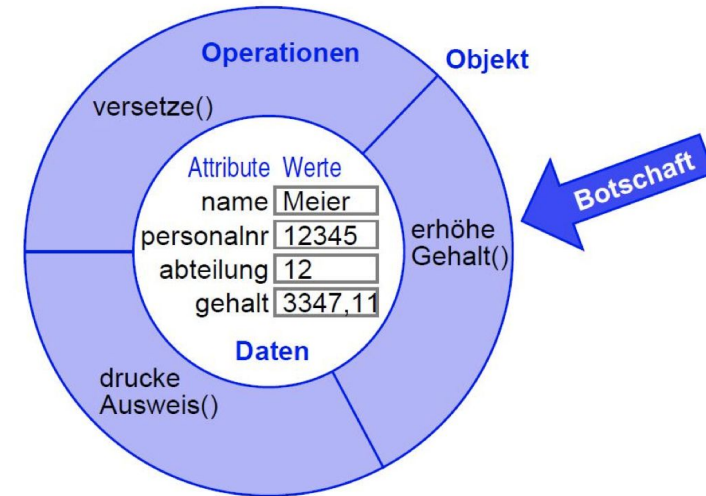 Operationen
Objekt
versetze()
Botschaft
Attribute Werte
name Meier
personalnr 12345
abteilung 12
gehalt 3347,11
Daten
erhöhe
Gehalt()
drucke
Ausweis()